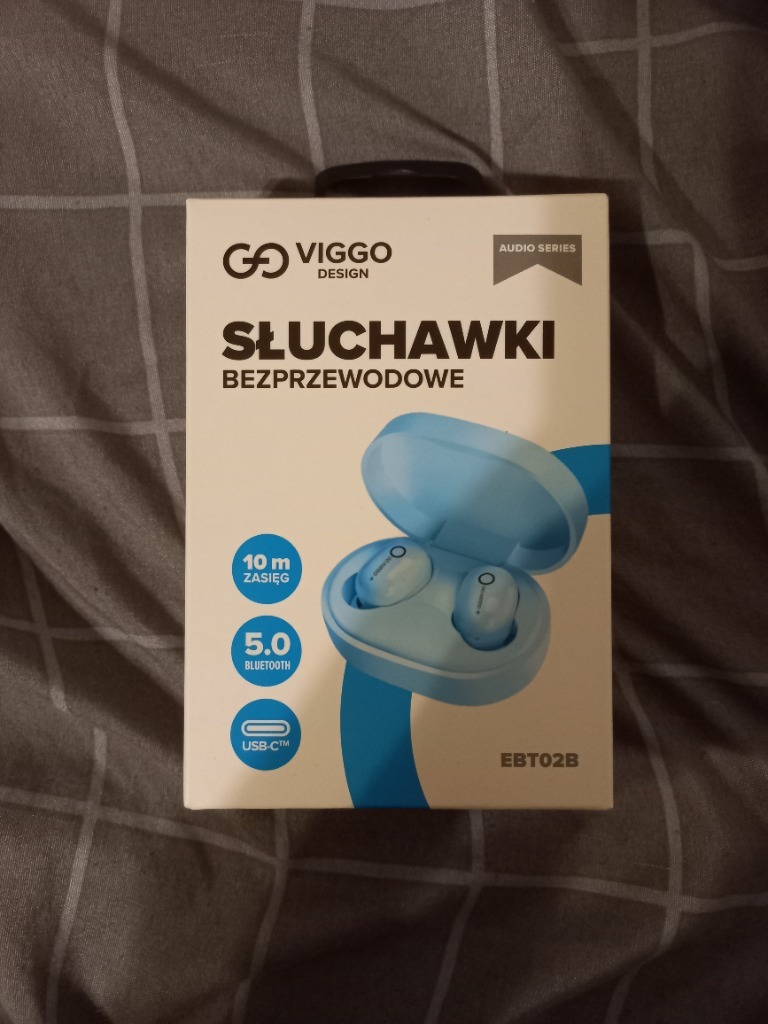 VIGGO
DESIGN
AUDIO SERIES
SŁUCHAWKI
BEZPRZEWODOWE
10 m
ZASIĘG
5.0
BLUETOOTH
USB-C™
EBT02B